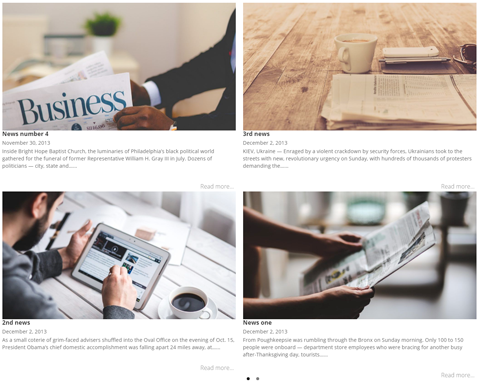 Business
News number 4
November 30, 2013
Inside Bright Hope Baptist Church, the luminaries of Philadelphia's black political world
gathered for the funeral of former Representative William H. Gray III in July. Dozens of
politicians — city, state and......
Read more...
3rd news
December 2, 2013
KIEV, Ukraine — Enraged by a violent crackdown by security forces, Ukrainians took to the
streets with new, revolutionary urgency on Sunday, with hundreds of thousands of protesters
demanding the......
Read more...
2nd news
December 2, 2013
As a small coterie of grim-faced advisers shuffled into the Oval Office on the evening of Oct. 15,
President Obama's chief domestic accomplishment was falling apart 24 miles away, at......
Read more...
News one
December 2, 2013
From Poughkeepsie was rumbling through the Bronx on Sunday morning. Only 100 to 150
people were onboard — department store employees who were bracing for another busy
after-Thanksgiving day, tourists......
Read more...